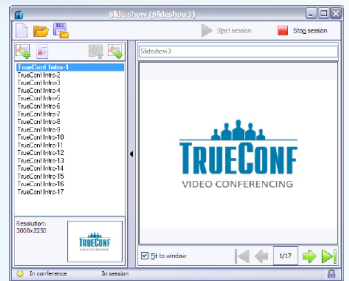 Slide show (Slideshow3)
Start session
Stop session
Slideshow3
TrueConf Intro-1
TrueConf Intro-2
TrueConf Intro-3
TrueConf Intro-4
TrueConf Intro-5
TrueConf Intro-6
TrueConf Intro-7
TrueConf Intro-8
TrueConf Intro-9
TrueConf Intro-10
TrueConf Intro-11
TrueConf Intro-12
TrueConf Intro-13
TrueConf Intro-14
TrueConf Intro-15
TrueConf Intro-16
TrueConf Intro-17
TRUECONF
VIDEO CONFERENCING
Resolution:
3000x2250
TRUECONF
Fit to window
1/17
In conference
In session